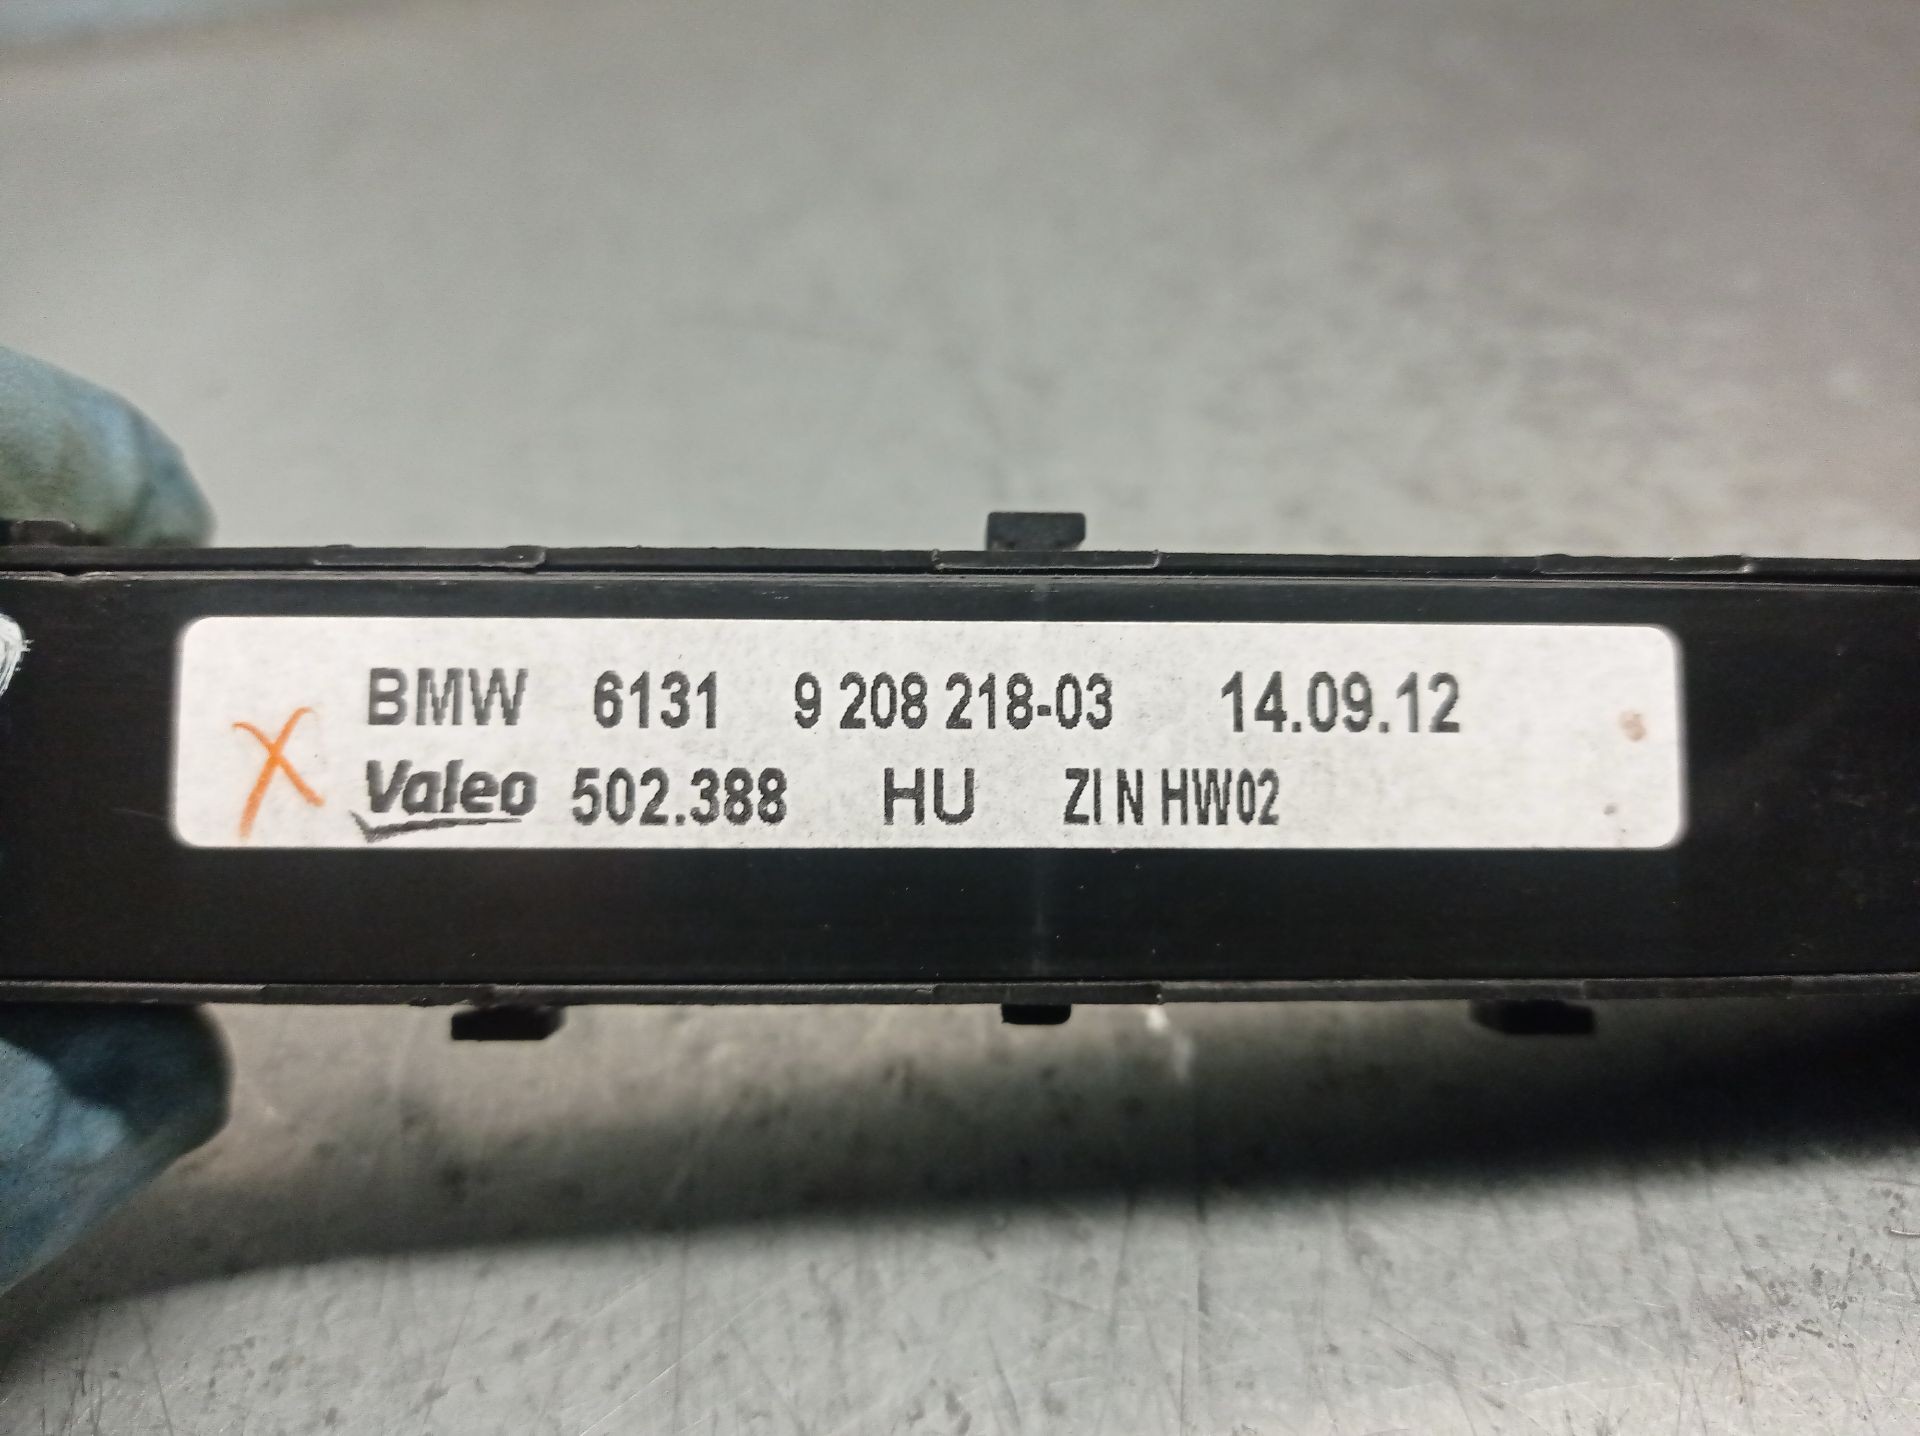 BMW 6131 9 208 218-03 14.09.12
Valeo 502.388 HU ZI N HW02